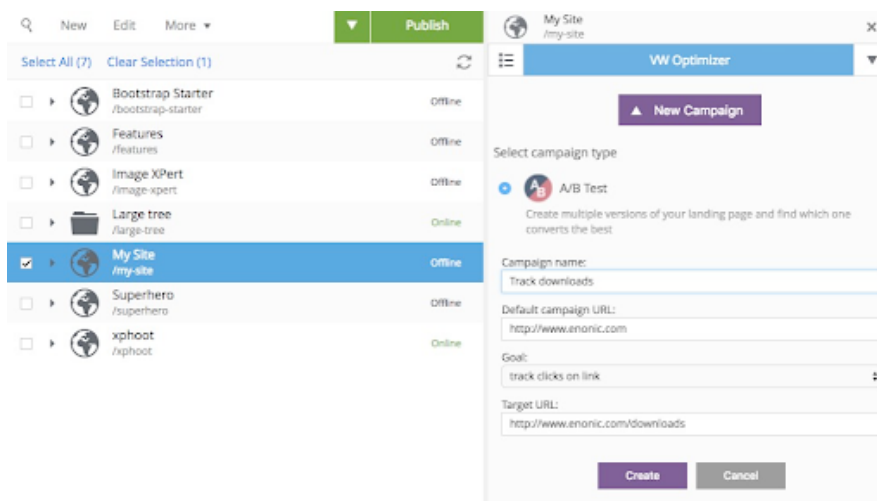 New Edit More Publish
Select All (7) Clear Selection (1)
Bootstrap Starter
/bootstrap-starter
Offline
Features
/features
Offline
Image XPert
/image-xpert
Offline
Large tree
/large-tree
Online
My Site
/my-site
Offline
Superhero
/superhero
Offline
xphoot
/xphoot
Online
My Site
/my-site
VW Optimizer
New Campaign
Select campaign type
A/B A/B Test
Create multiple versions of your landing page and find which one
converts the best
Campaign name:
Track downloads
Default campaign URL:
http://www.enonic.com
Goal:
track clicks on link
Target URL:
http://www.enonic.com/downloads
Create Cancel